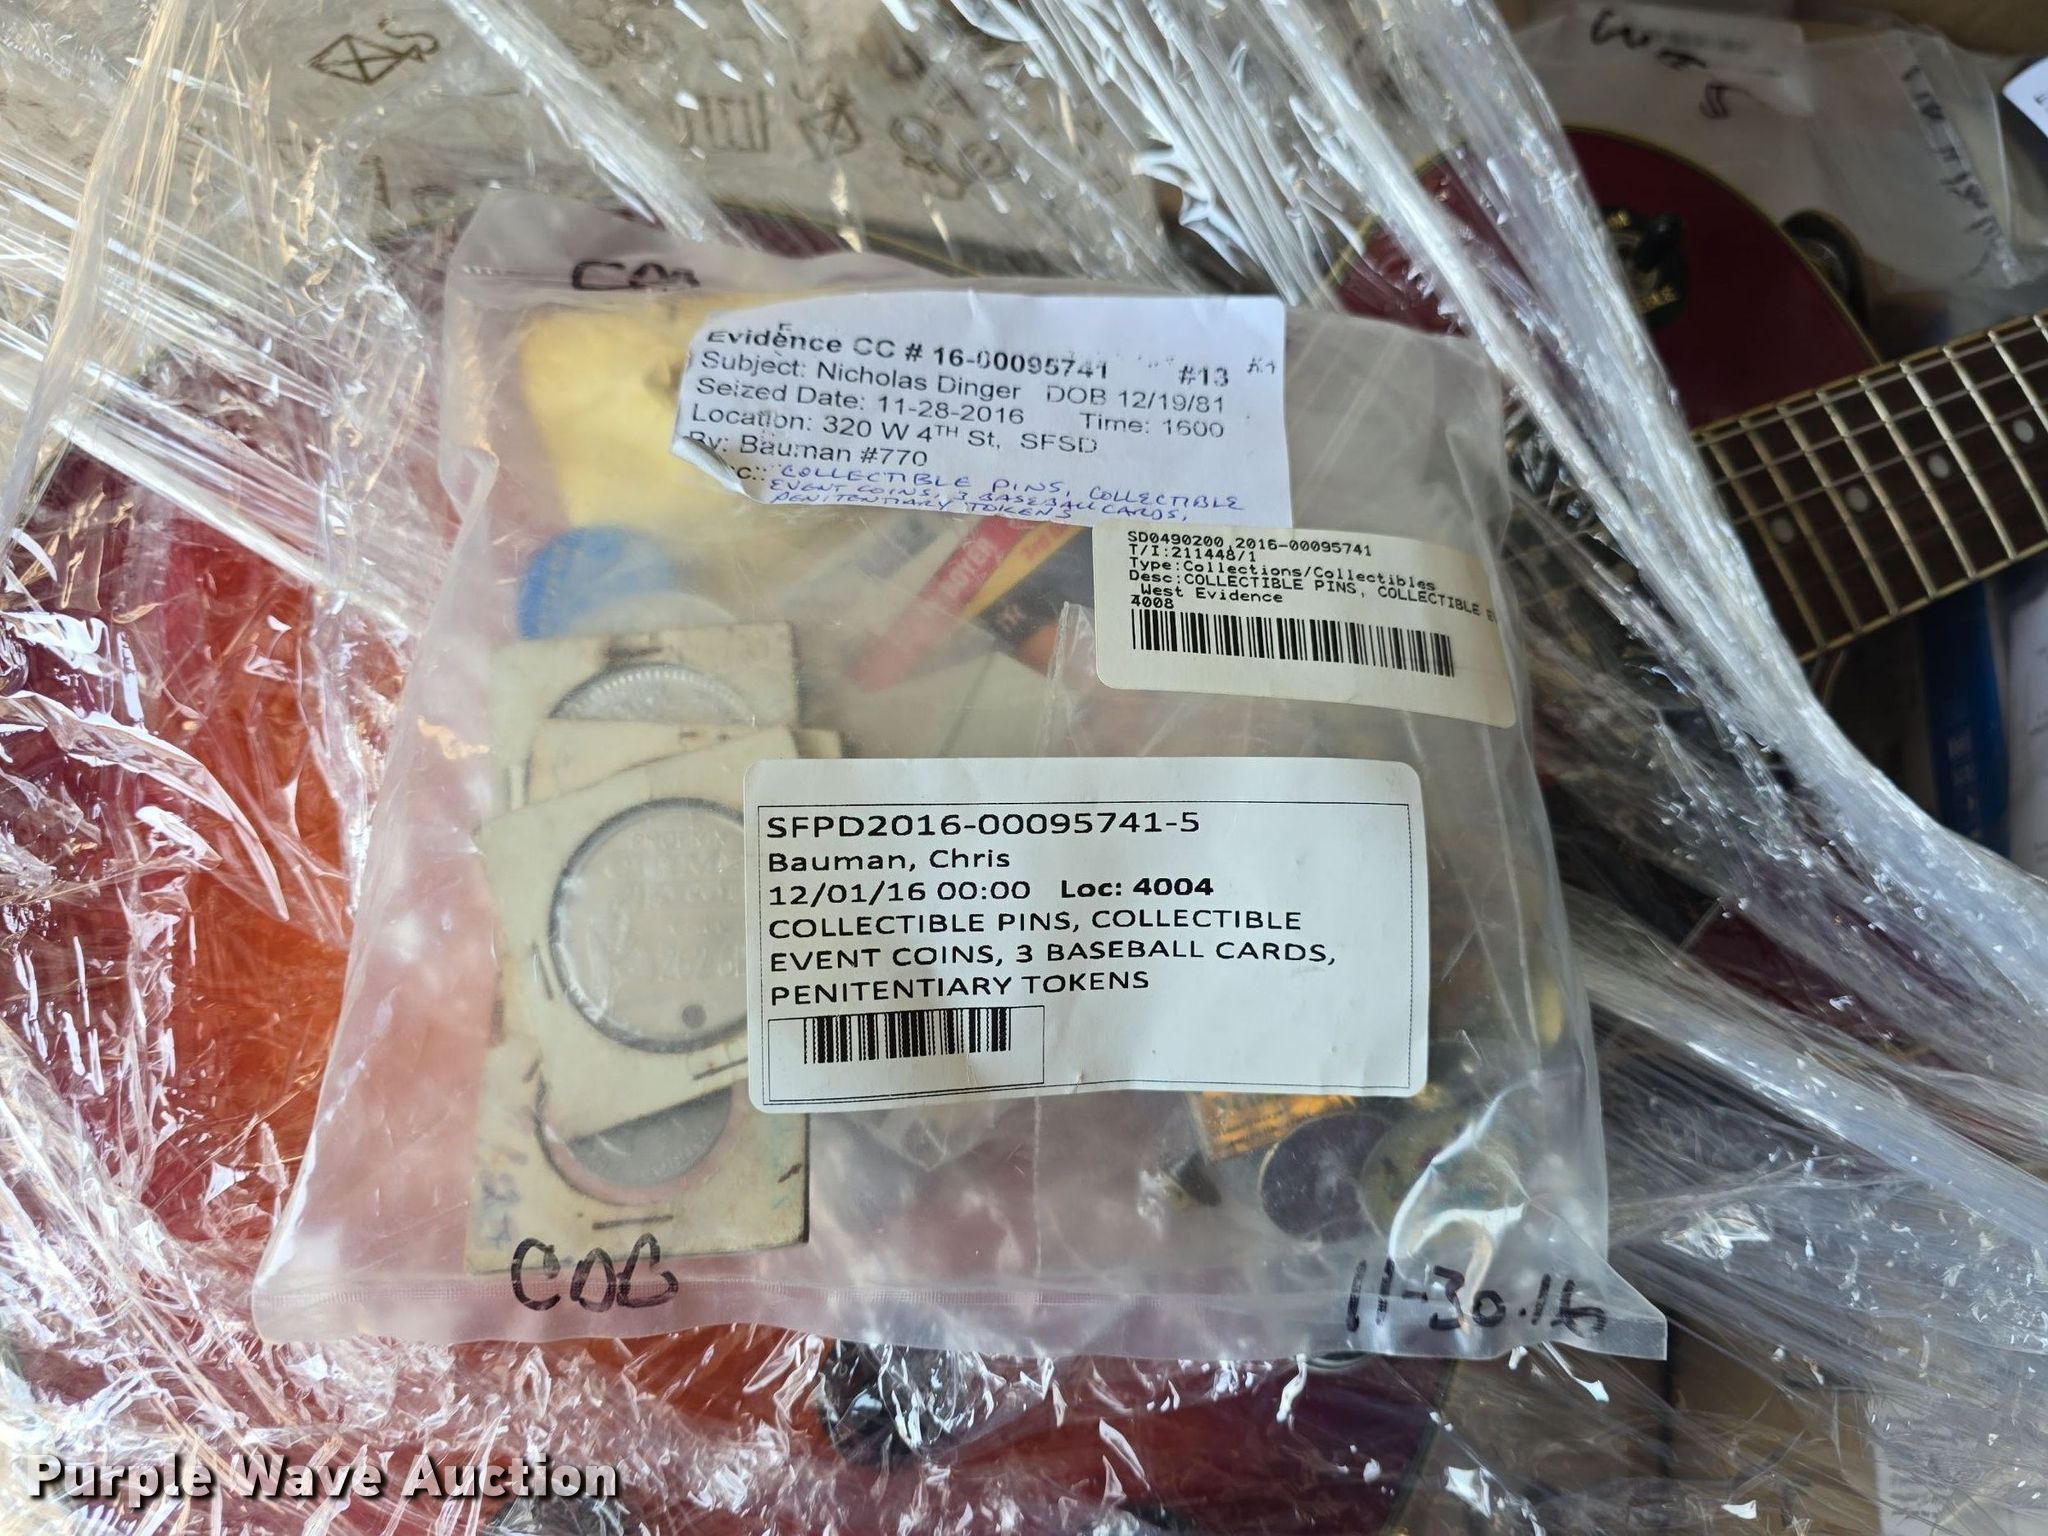 COC
Evidence CC # 16-00095741 #13
Subject: Nicholas Dinger DOB 12/19/81
Seized Date: 11-28-2016 Time: 1600
Location: 320 W 4TH St, SFSD
By: Bauman #770
COLLECTIBLE PINS, COLLECTIBLE
EVENT COINS, 3 BASEBALL CARDS,
PENITENTIARY TOKENS
SD0490200 2016-00095741
T/I:211448/1
Type:Collections/Collectibles
Desc:COLLECTIBLE PINS, COLLECTIBLE
West Evidence
4008
SFPD2016-00095741-5
Bauman, Chris
12/01/16 00:00 Loc: 4004
COLLECTIBLE PINS, COLLECTIBLE
EVENT COINS, 3 BASEBALL CARDS,
PENITENTIARY TOKENS
COC
11-30.16
Purple Wave Auction